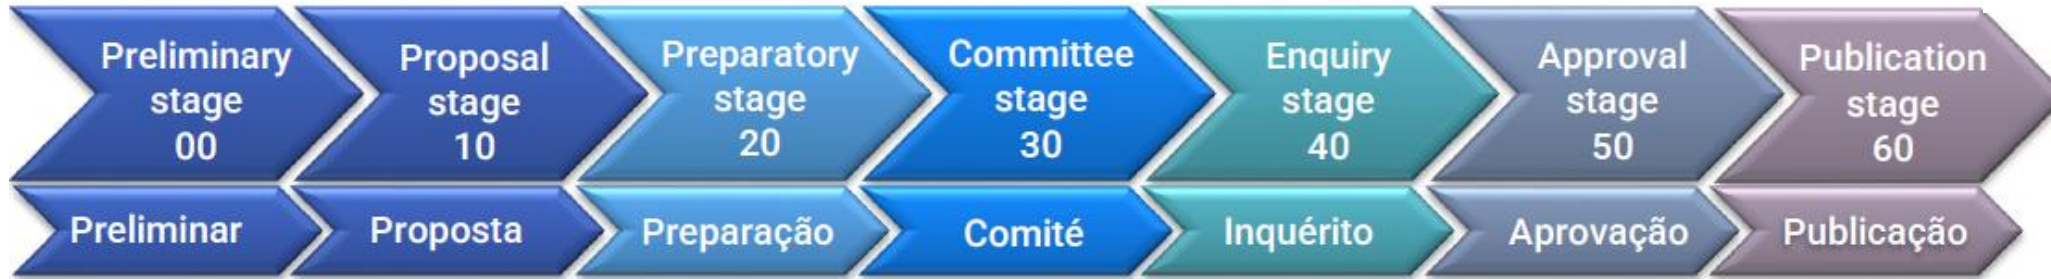 Preliminary
stage
00
Proposal
stage
10
Preparatory
stage
20
Committee
stage
30
Enquiry
stage
40
Approval
stage
50
Publication
stage
60
Preliminar
Proposta
Preparação
Comité
Inquérito
Aprovação
Publicação